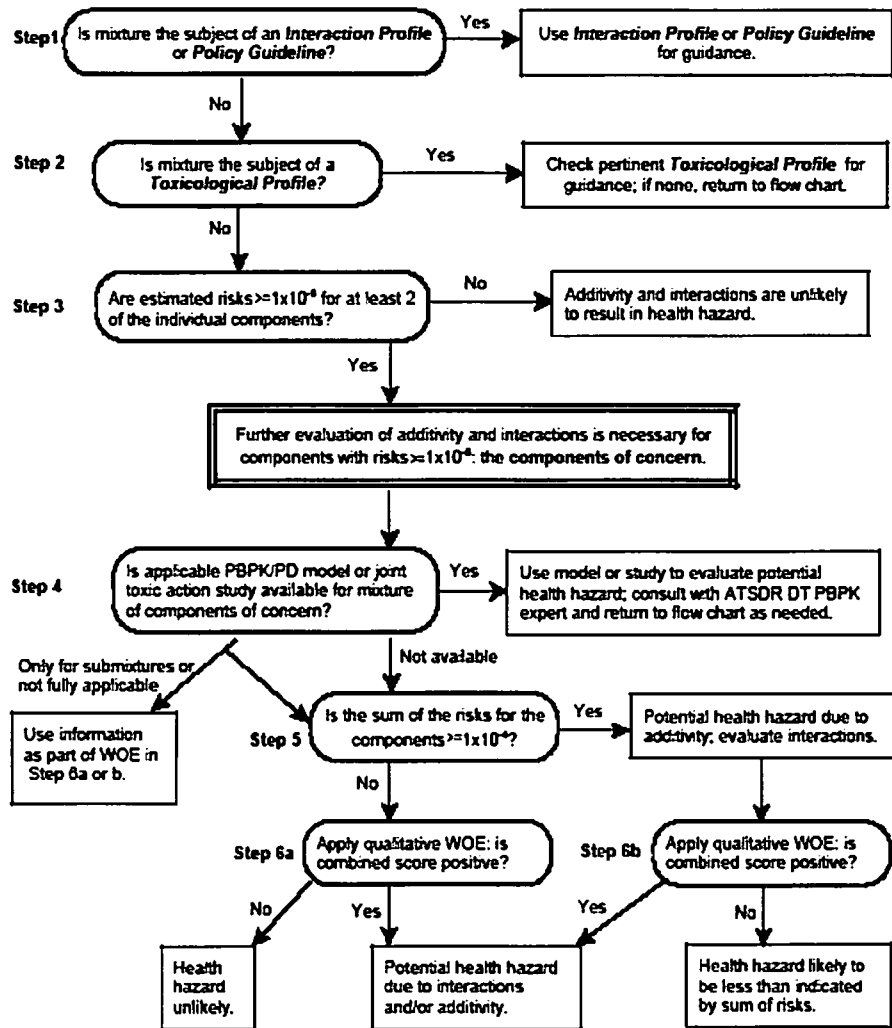 Step1
Is mixture the subject of an Interaction Profile
or Policy Guideline?
Yes
Use Interaction Profile or Policy Guideline
for guidance.
No
Step 2
Is mixture the subject of a
Toxicological Profile?
Yes
Check pertinent Toxicological Profile for
guidance; if none, return to flow chart.
No
Step 3
Are estimated risks>=1x10 for at least 2
of the individual components?
No
Additivity and interactions are unlikely
to result in health hazard.
Yes
Further evaluation of additivity and interactions is necessary for
components with risks>=1x10 : the components of concern.
Step 4
Is applicable PBPK/PD model or joint
toxic action study available for mixture
of components of concern?
Yes
Use model or study to evaluate potential
health hazard; consult with ATSDR DT PBPK
expert and return to flow chart as needed.
Only for submixtures or
not fully applicable
Not available
Use information
as part of WOE in
Step 6a or b.
Step 5
Is the sum of the risks for the
components>=1x10⁻⁴?
Yes
Potential health hazard due to
additivity; evaluate interactions.
No
Step 6a
Apply qualitative WOE: is
combined score positive?
Step 6b
Apply qualitative WOE: is
combined score positive?
No
Yes
Yes
No
Health
hazard
unlikely.
Potential health hazard
due to interactions
and/or additivity.
Health hazard likely to
be less than indicated
by sum of risks.